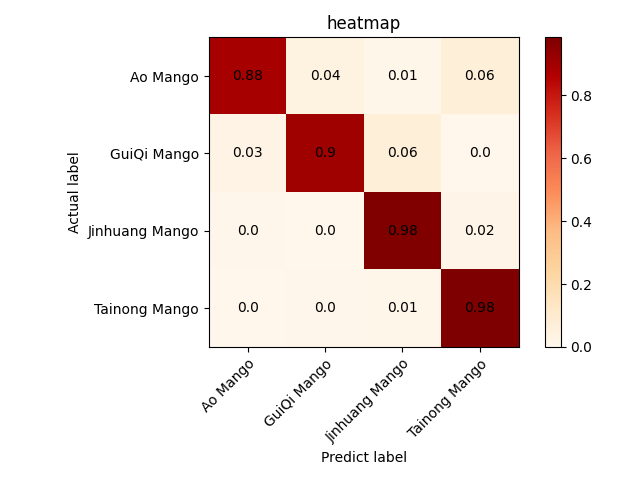 heatmap
Actual label
Ao Mango 0.88 0.04 0.01 0.06
GuiQi Mango 0.03 0.9 0.06 0.0
Jinhuang Mango 0.0 0.0 0.98 0.02
Tainong Mango 0.0 0.0 0.01 0.98
Ao Mango
GuiQi Mango
Jinhuang Mango
Tainong Mango
Predict label
0.8
0.6
0.4
0.2
0.0